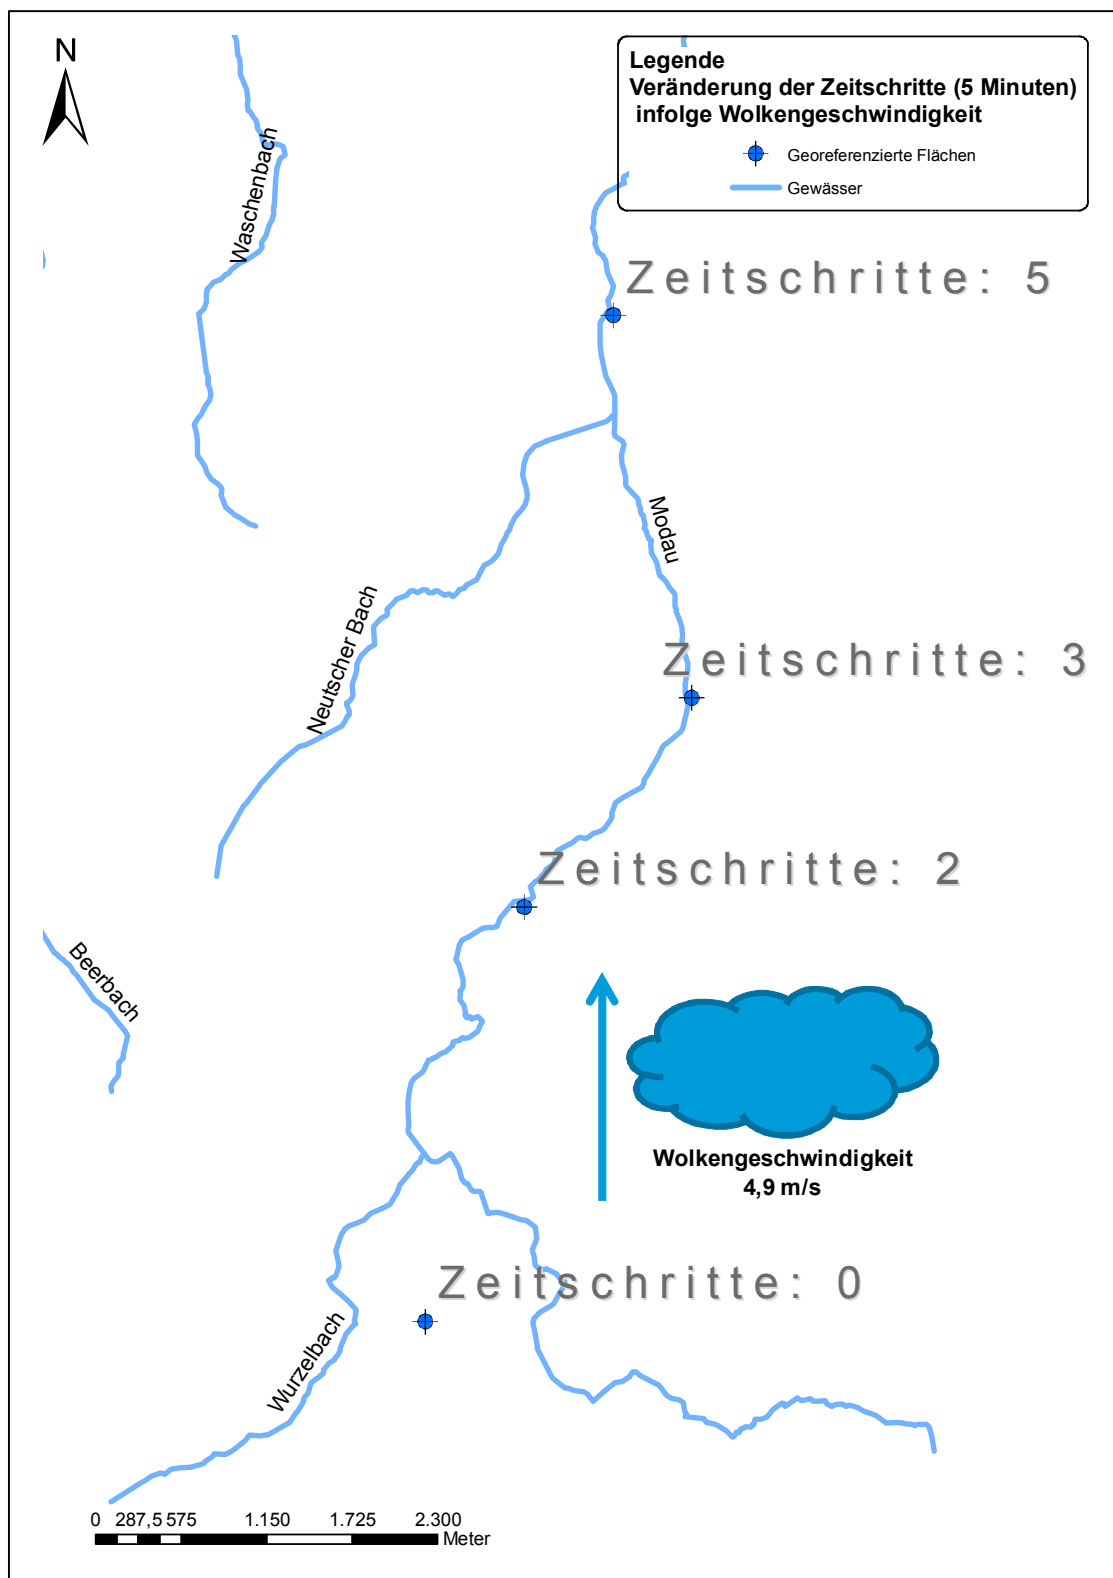 N
Legende
Veränderung der Zeitschritte (5 Minuten)
infolge Wolkengeschwindigkeit
Georeferenzierte Flächen
Gewässer
Waschenbach
Zeitschritte: 5
Modau
Neutscher Bach
Zeitschritte: 3
Zeitschritte: 2
Beerbach
Wolkengeschwindigkeit
4,9 m/s
Zeitschritte: 0
Wurzelbach
0 287,5 575 1.150 1.725 2.300
Meter